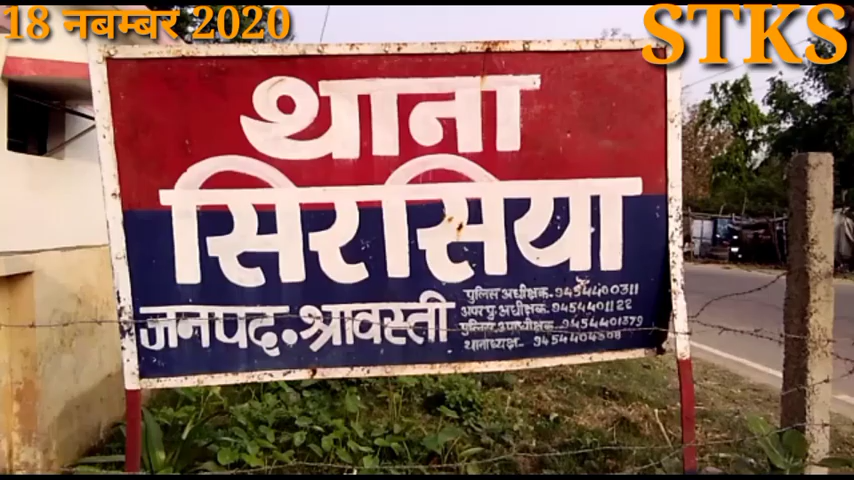 18 नबम्बर 2020
STKS
थाना
सिरसिया
जनपद.श्रावस्ती
पुलिस अधीक्षक-9454400311
अपर पु. अधीक्षक-9454401122
पुलिस उपाधीक्षक-9454401379
थानाध्यक्ष- 9454404308